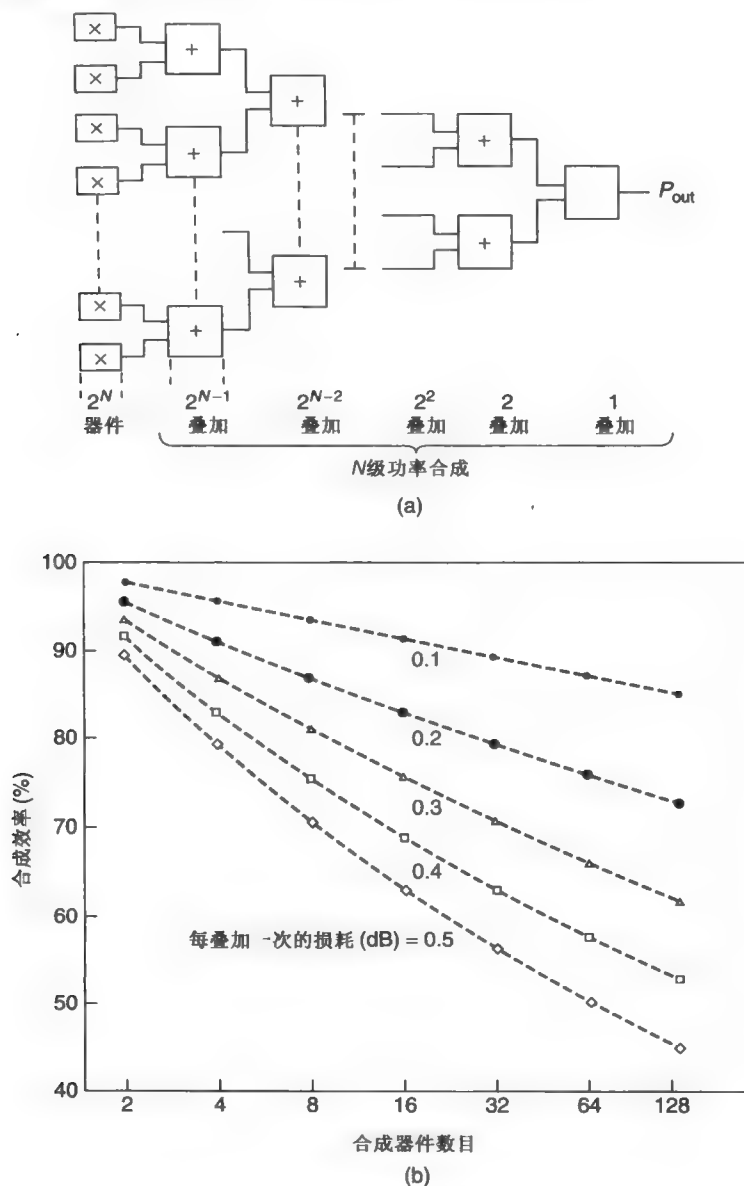 × + × + × + × P_out + + × + ×
2^N 2^{N-1} 2^{N-2} 2^2 2 1
器件 叠加 叠加 叠加 叠加 叠加
N级功率合成
(a)
100
90
80
70
60
50
40
合成效率(%)
0.1
0.2
0.3
0.4
每叠加一次的损耗(dB) = 0.5
2 4 8 16 32 64 128
合成器件数目
(b)